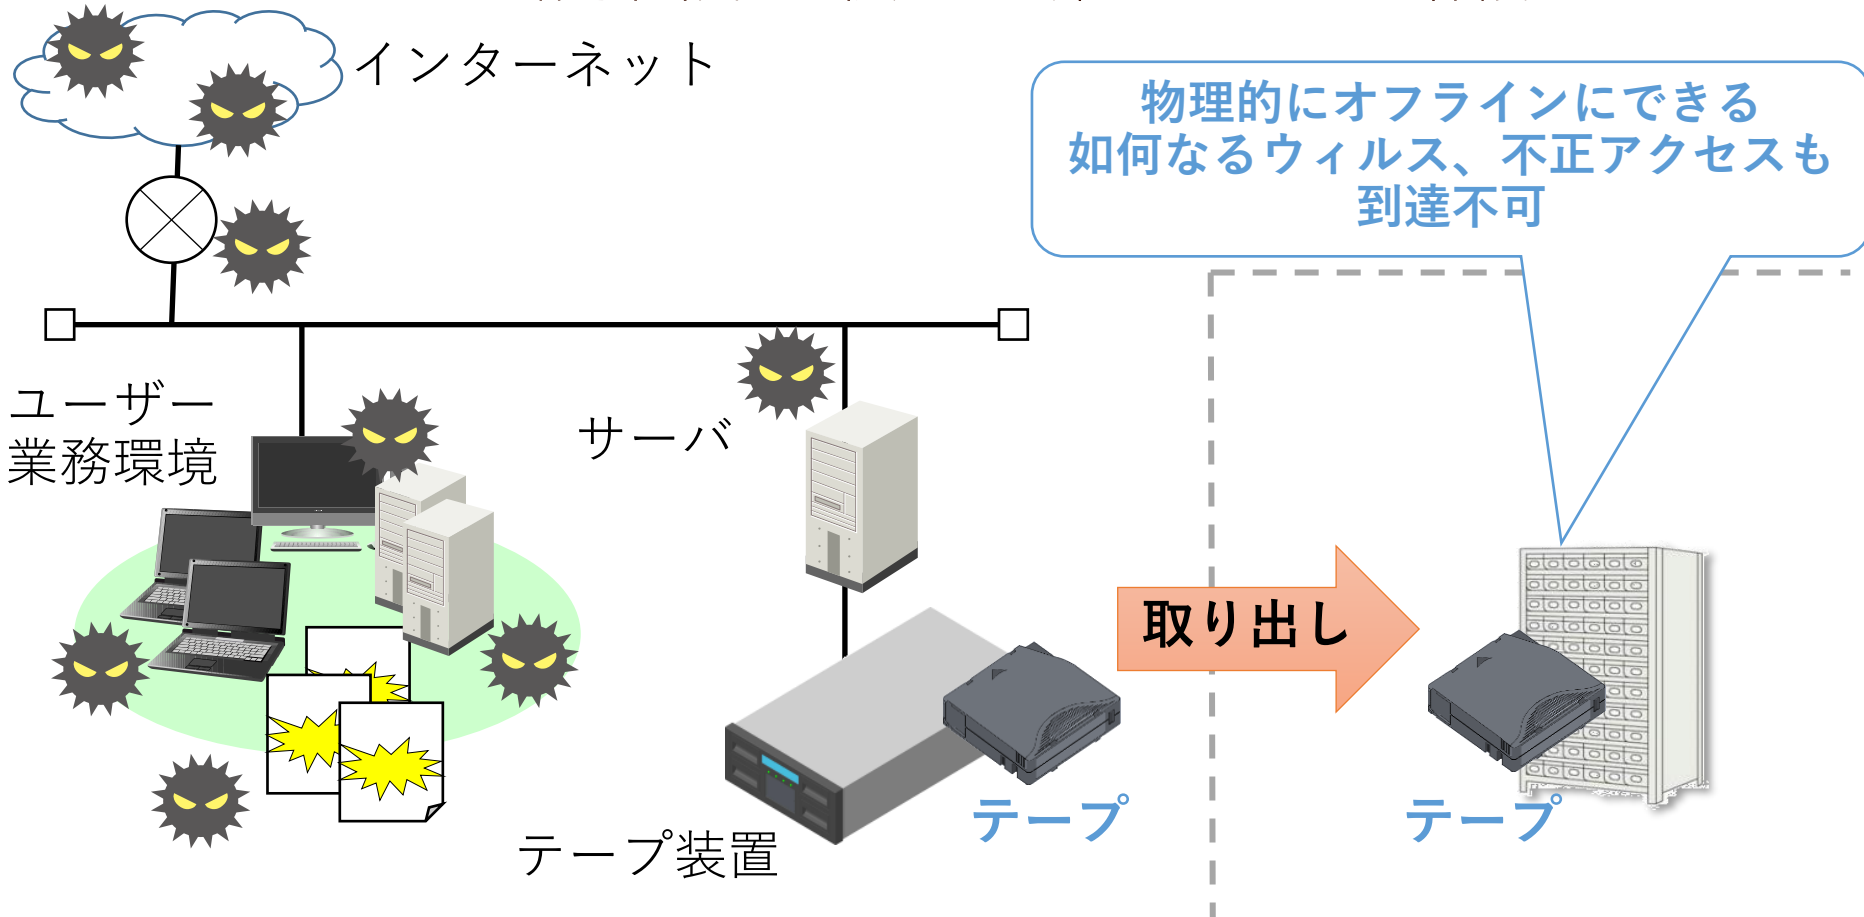 インターネット
物理的にオフラインにできる
如何なるウィルス、不正アクセスも
到達不可
ユーザー
業務環境
サーバ
取り出し
テープ
テープ
テープ装置